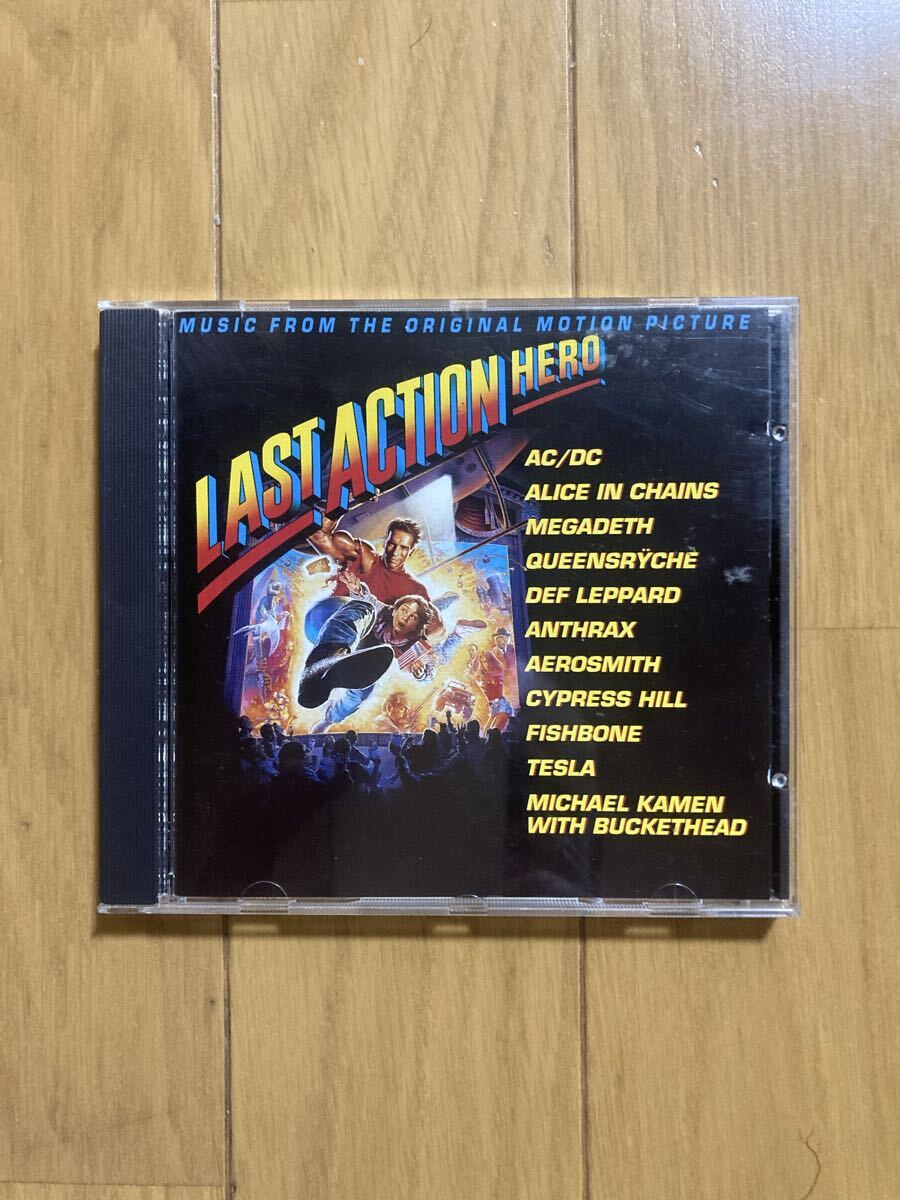 MUSIC FROM THE ORIGINAL MOTION PICTURE
LAST ACTION HERO
AC/DC
ALICE IN CHAINS
MEGADETH
QUEENSRŸCHE
DEF LEPPARD
ANTHRAX
AEROSMITH
CYPRESS HILL
FISHBONE
TESLA
MICHAEL KAMEN
WITH BUCKETHEAD